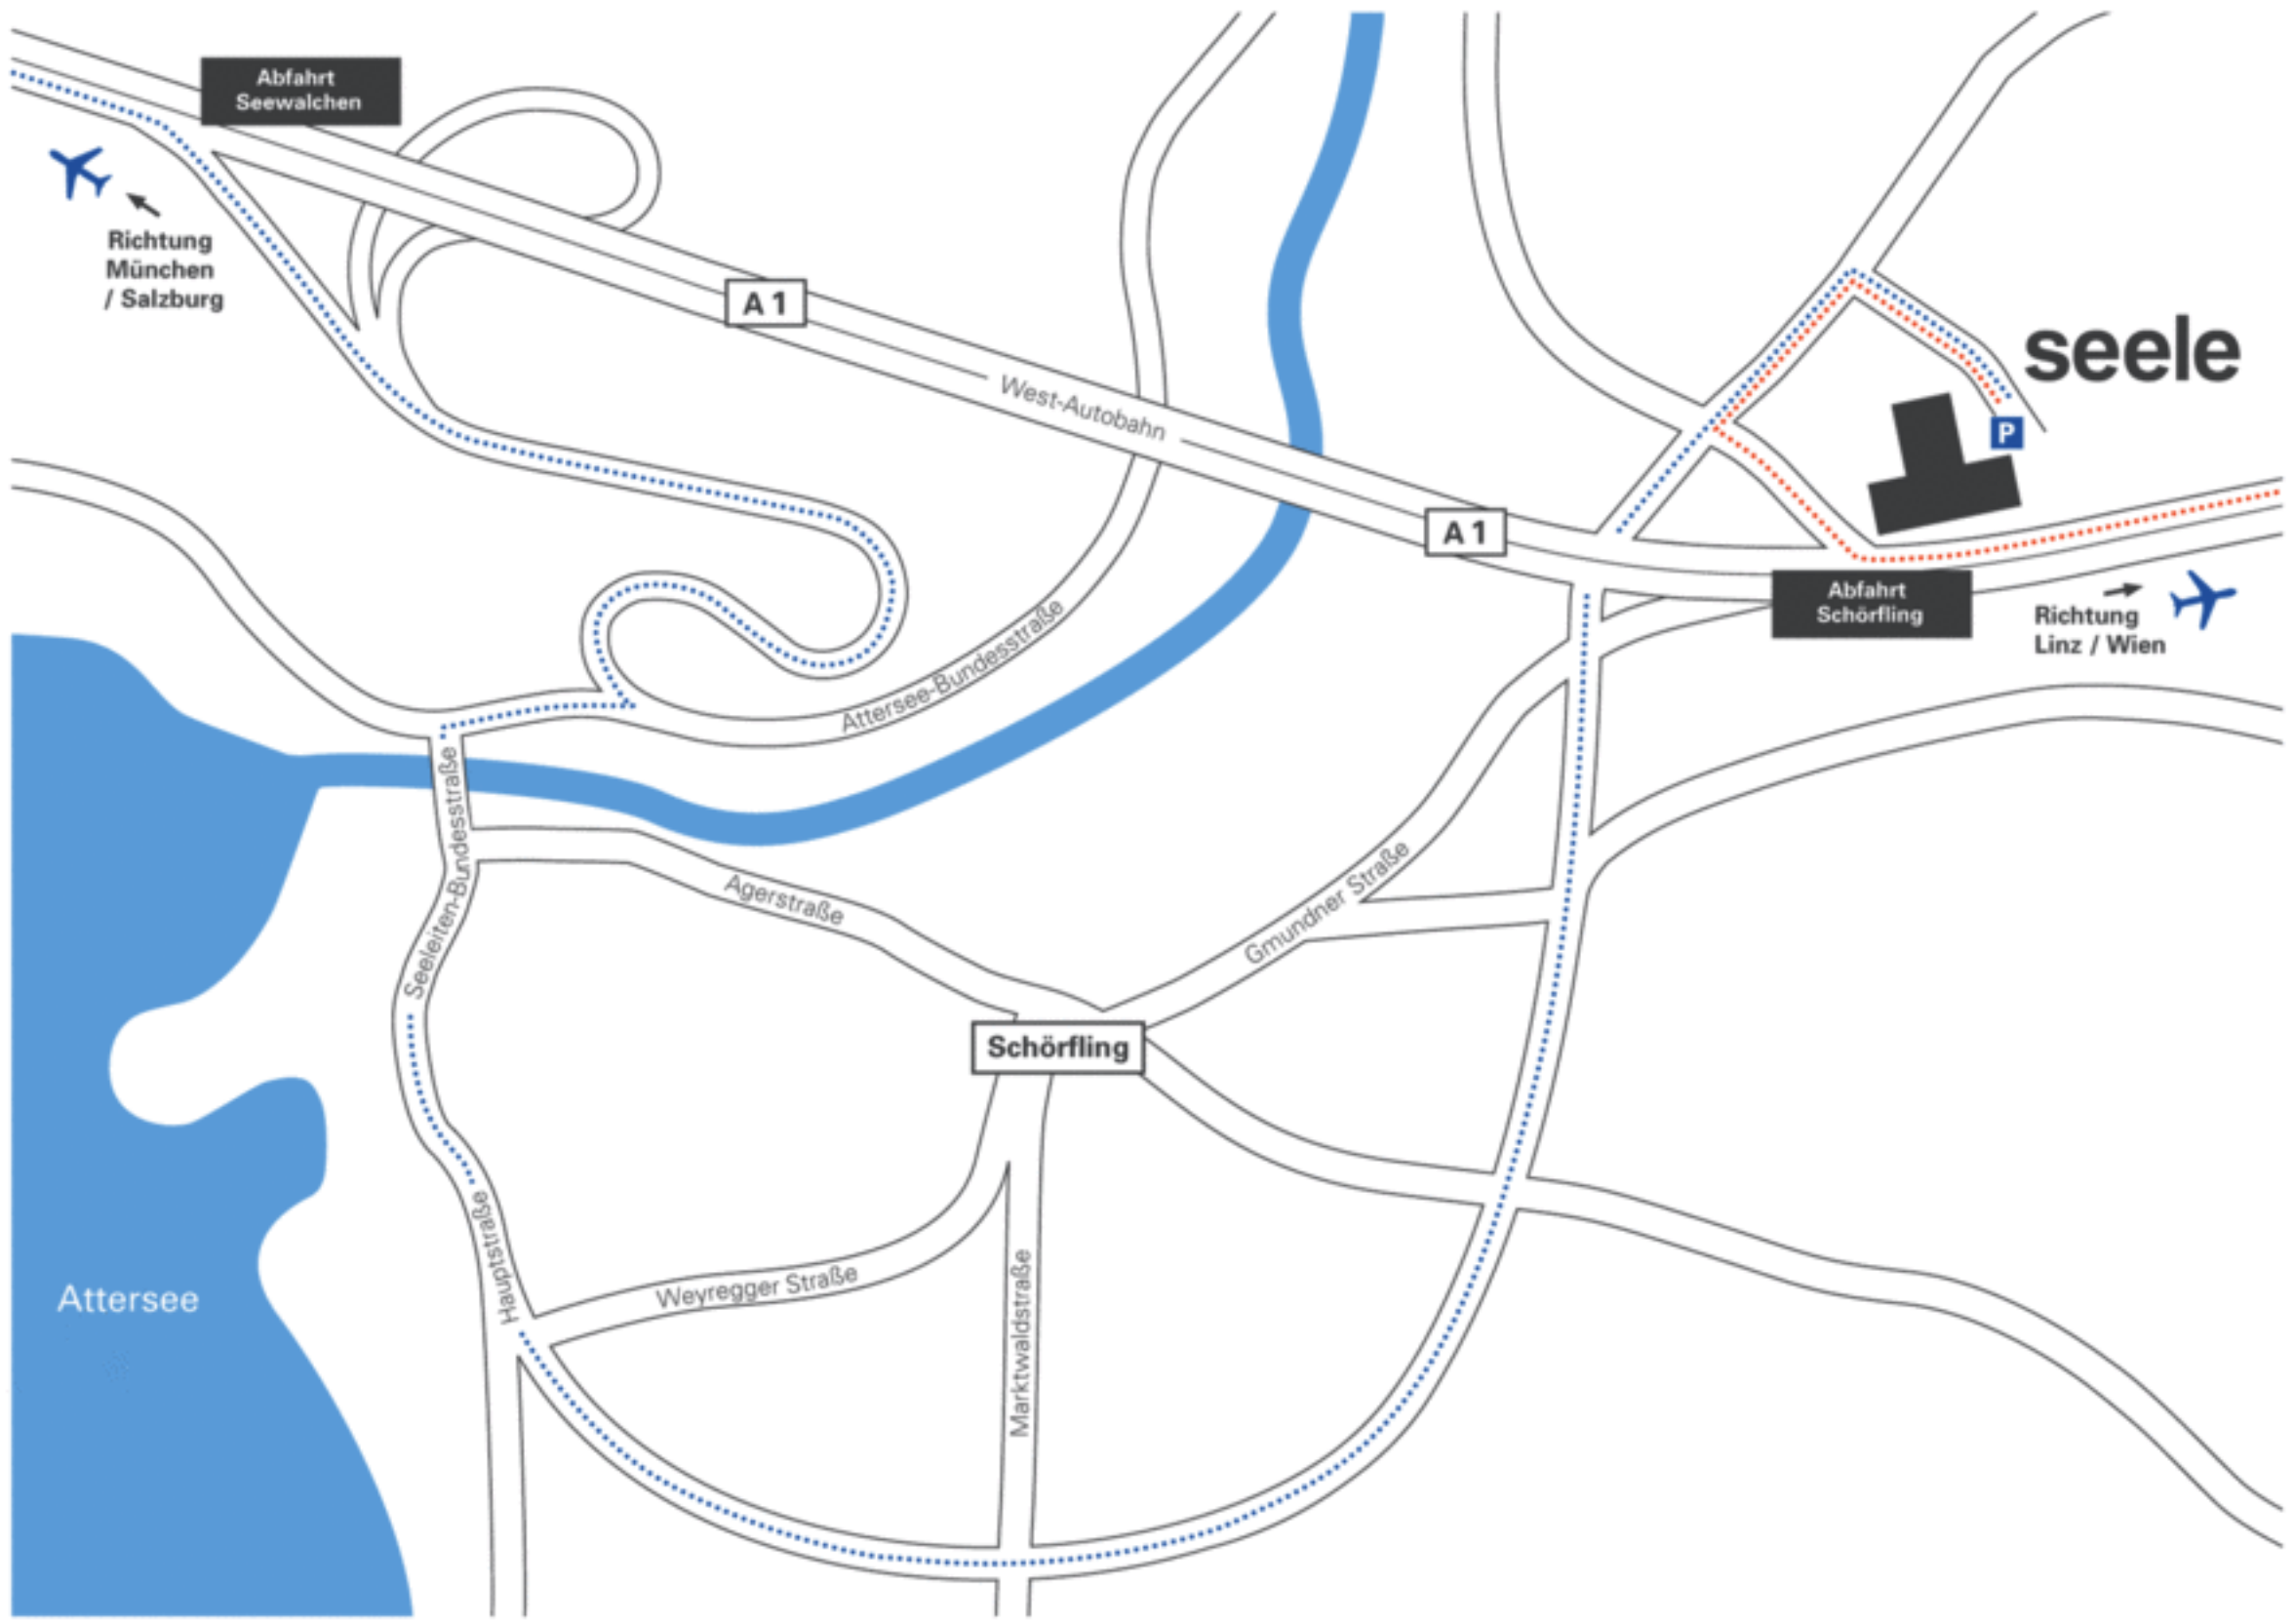 Abfahrt
Seewalchen
Richtung
München
/ Salzburg
A 1
West-Autobahn
seele
P
A 1
Abfahrt
Schörfling
Richtung
Linz / Wien
Attersee-Bundesstraße
Seeleiten-Bundesstraße
Agerstraße
Gmundner Straße
Schörfling
Hauptstraße
Weyregger Straße
Marktwaldstraße
Attersee